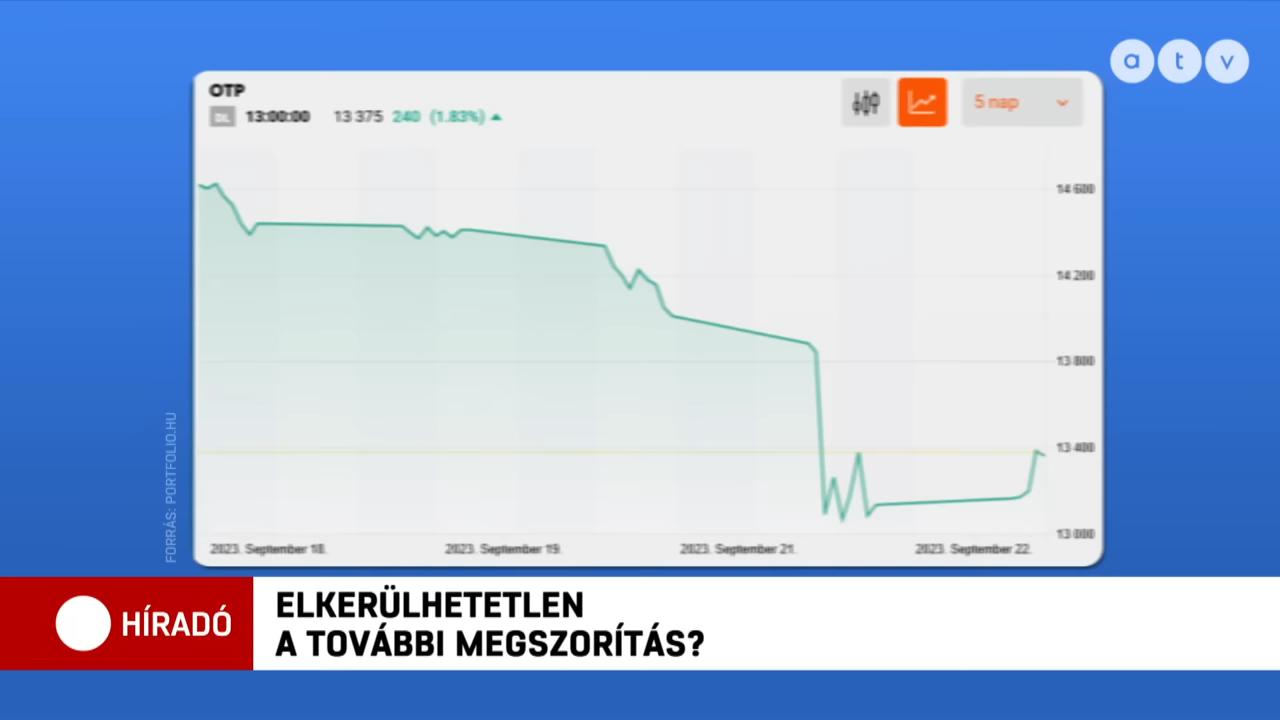 a t v
OTP
DL 13:00:00 13 375 240 (1.83%)
5 nap
14 600
14 200
13 800
13 400
13 000
2023. September 18. 2023. September 19. 2023. September 21. 2023. September 22.
FORRÁS: PORTFOLIO.HU
HÍRADÓ
ELKERÜLHETETLEN
A TOVÁBBI MEGSZORÍTÁS?